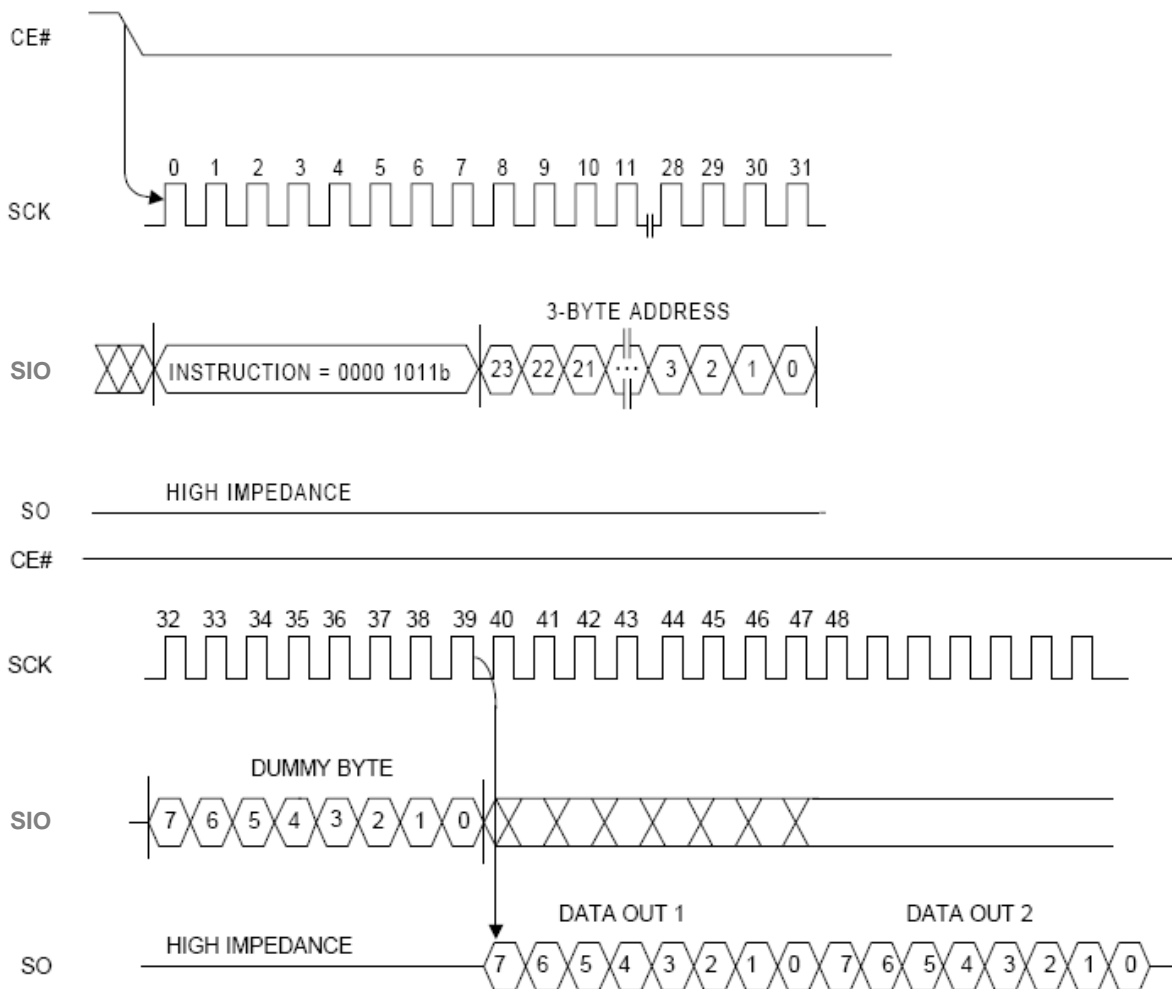 CE#
0 1 2 3 4 5 6 7 8 9 10 11 28 29 30 31
SCK
3-BYTE ADDRESS
SIO INSTRUCTION = 0000 1011b 23 22 21 ... 3 2 1 0
HIGH IMPEDANCE
SO
CE#
32 33 34 35 36 37 38 39 40 41 42 43 44 45 46 47 48
SCK
DUMMY BYTE
SIO 7 6 5 4 3 2 1 0
DATA OUT 1 DATA OUT 2
HIGH IMPEDANCE
SO 7 6 5 4 3 2 1 0 7 6 5 4 3 2 1 0